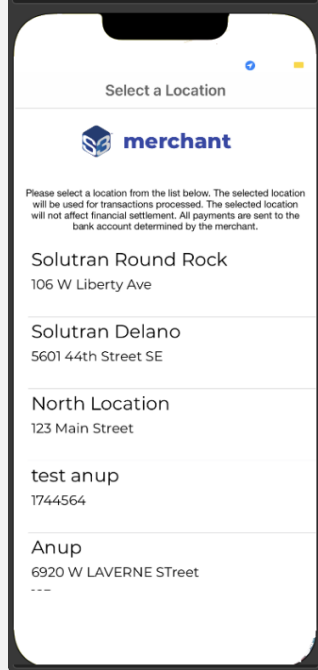 Select a Location
S3 merchant
Please select a location from the list below. The selected location
will be used for transactions processed. The selected location
will not affect financial settlement. All payments are sent to the
bank account determined by the merchant.
Solutran Round Rock
106 W Liberty Ave
Solutran Delano
5601 44th Street SE
North Location
123 Main Street
test anup
1744564
Anup
6920 W LAVERNE STreet